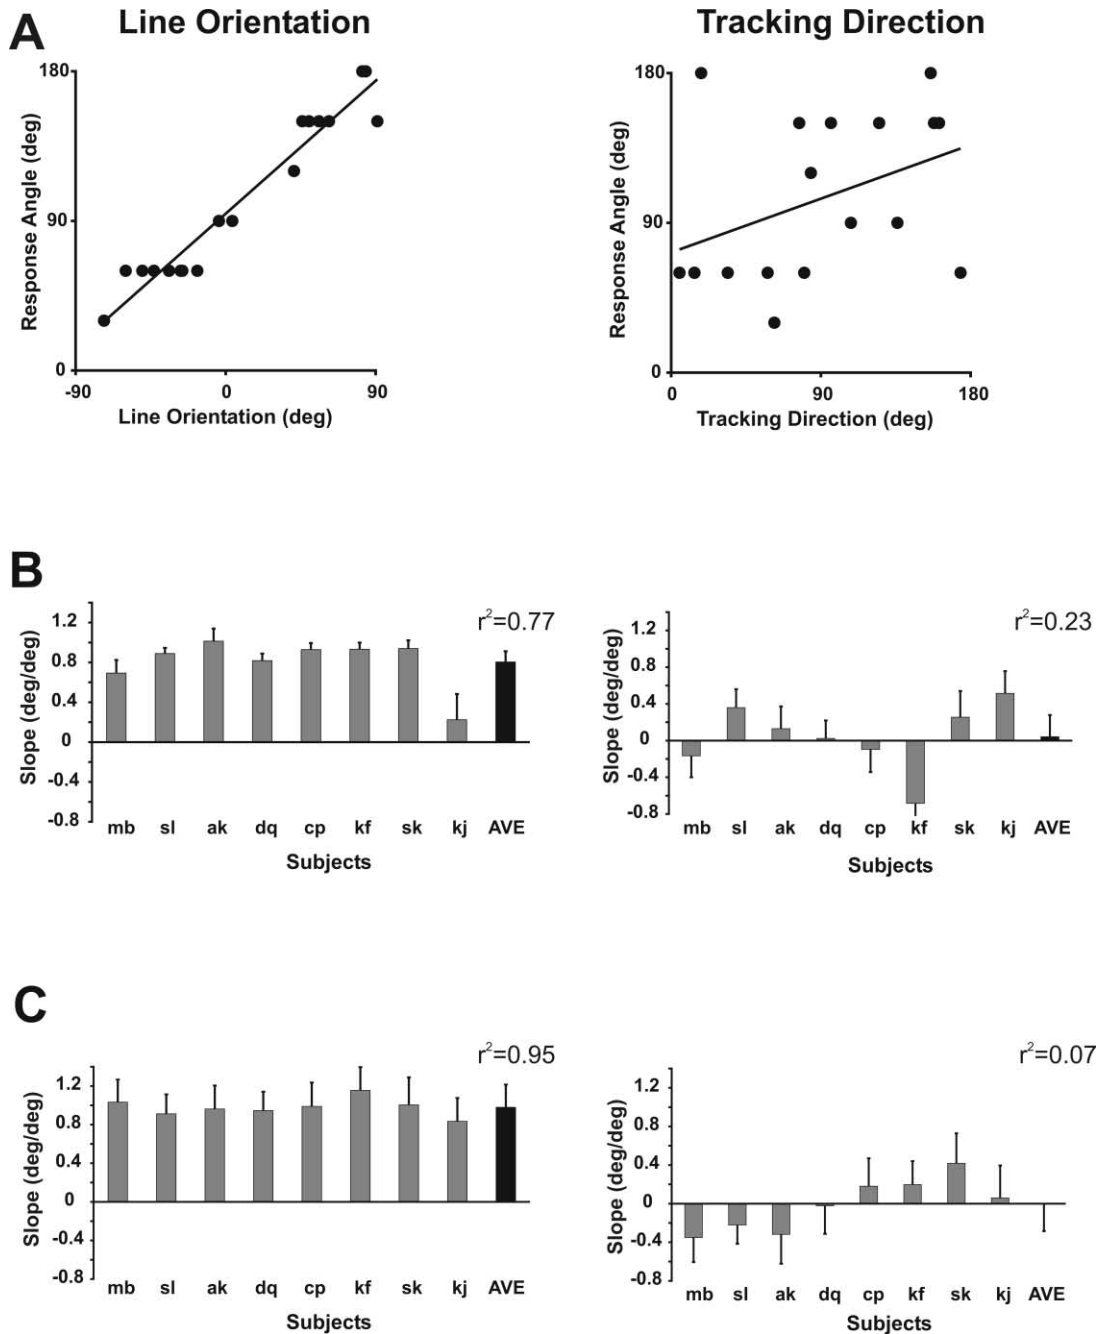 A
Line Orientation
Tracking Direction
180
90
0
Response Angle (deg)
-90
0
90
Line Orientation (deg)
180
90
0
Response Angle (deg)
0
90
180
Tracking Direction (deg)
B
r²=0.77
1.2
0.8
0.4
0
-0.4
-0.8
Slope (deg/deg)
mb sl ak dq cp kf sk kj AVE
Subjects
r²=0.23
1.2
0.8
0.4
0
-0.4
-0.8
Slope (deg/deg)
mb sl ak dq cp kf sk kj AVE
Subjects
C
r²=0.95
1.2
0.8
0.4
0
-0.4
-0.8
Slope (deg/deg)
mb sl ak dq cp kf sk kj AVE
Subjects
r²=0.07
1.2
0.8
0.4
0
-0.4
-0.8
Slope (deg/deg)
mb sl ak dq cp kf sk kj AVE
Subjects